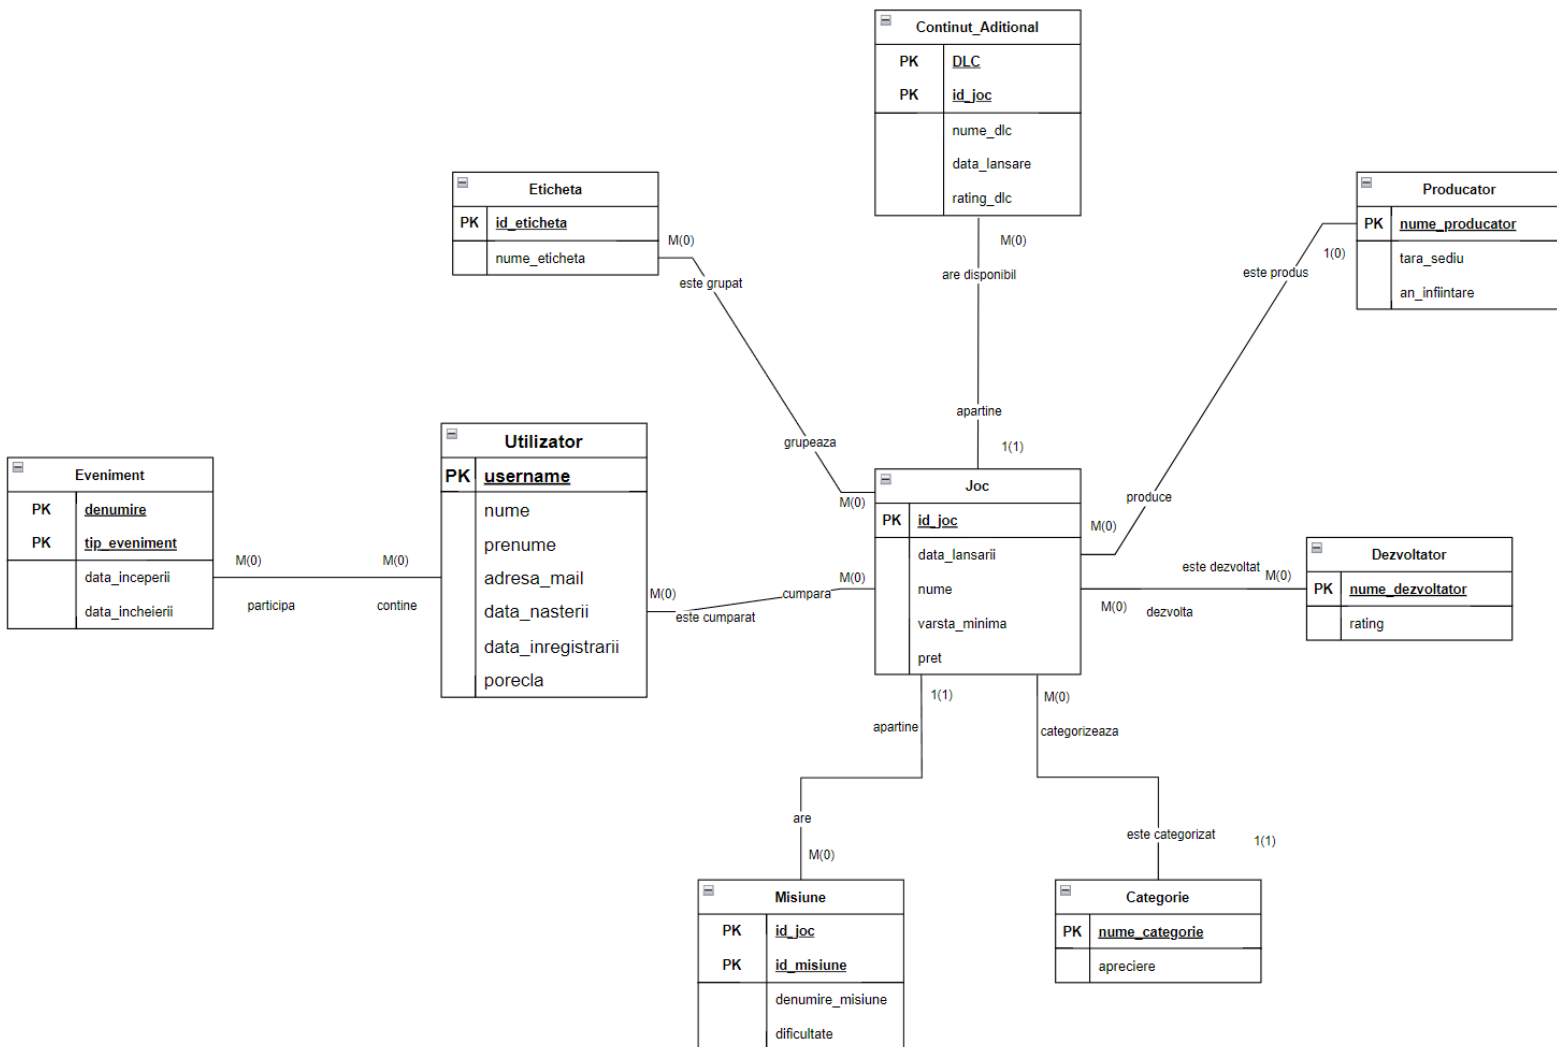 Continut_Aditional
PK DLC
PK id_joc
nume_dlc
data_lansare
rating_dlc
Eticheta
PK id_eticheta
nume_eticheta
Producator
PK nume_producator
tara_sediu
an_infiintare
M(0)
este grupat
M(0)
are disponibil
este produs
1(0)
apartine
1(1)
grupeaza
M(0)
produce
M(0)
Utilizator
PK username
nume
prenume
adresa_mail
data_nasterii
data_inregistrarii
porecla
Eveniment
PK denumire
PK tip_eveniment
data_inceperii
data_incheierii
M(0)
participa
M(0)
contine
Joc
PK id_joc
data_lansarii
nume
varsta_minima
pret
M(0)
este cumparat
cumpara
M(0)
Dezvoltator
PK nume_dezvoltator
rating
este dezvoltat
M(0)
M(0)
dezvolta
1(1)
apartine
M(0)
categorizeaza
are
M(0)
este categorizat
1(1)
Misiune
PK id_joc
PK id_misiune
denumire_misiune
dificultate
Categorie
PK nume_categorie
apreciere